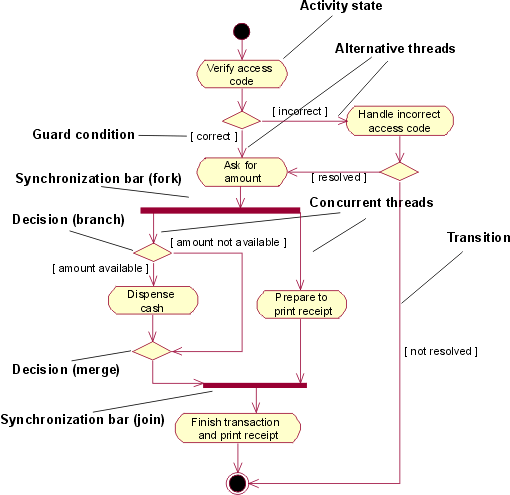 Activity state
Alternative threads
Verify access
code
[ incorrect ]
Handle incorrect
access code
Guard condition
[ correct ]
Ask for
amount
[ resolved ]
Synchronization bar (fork)
Concurrent threads
Decision (branch)
[ amount not available ]
Transition
[ amount available ]
Dispense
cash
Prepare to
print receipt
[ not resolved ]
Decision (merge)
Synchronization bar (join)
Finish transaction
and print receipt